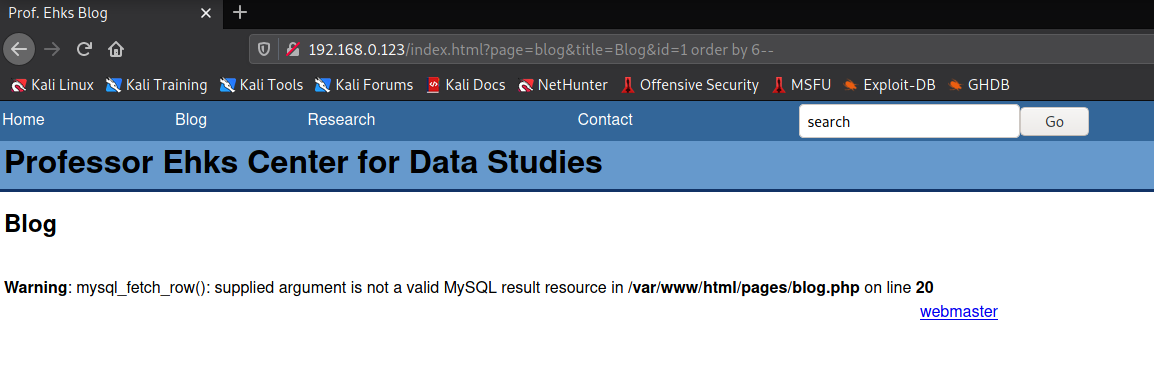 Prof. Ehks Blog
192.168.0.123/index.html?page=blog&title=Blog&id=1 order by 6--
Kali Linux Kali Training Kali Tools Kali Forums Kali Docs NetHunter Offensive Security MSFU Exploit-DB GHDB
Home Blog Research Contact search Go
Professor Ehks Center for Data Studies
Blog
Warning: mysql_fetch_row(): supplied argument is not a valid MySQL result resource in /var/www/html/pages/blog.php on line 20
webmaster